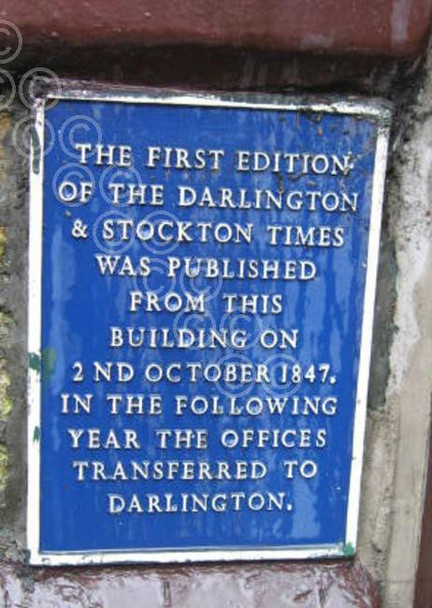 THE FIRST EDITION
OF THE DARLINGTON
& STOCKTON TIMES
WAS PUBLISHED
FROM THIS
BUILDING ON
2 ND OCTOBER 1847.
IN THE FOLLOWING
YEAR THE OFFICES
TRANSFERRED TO
DARLINGTON.